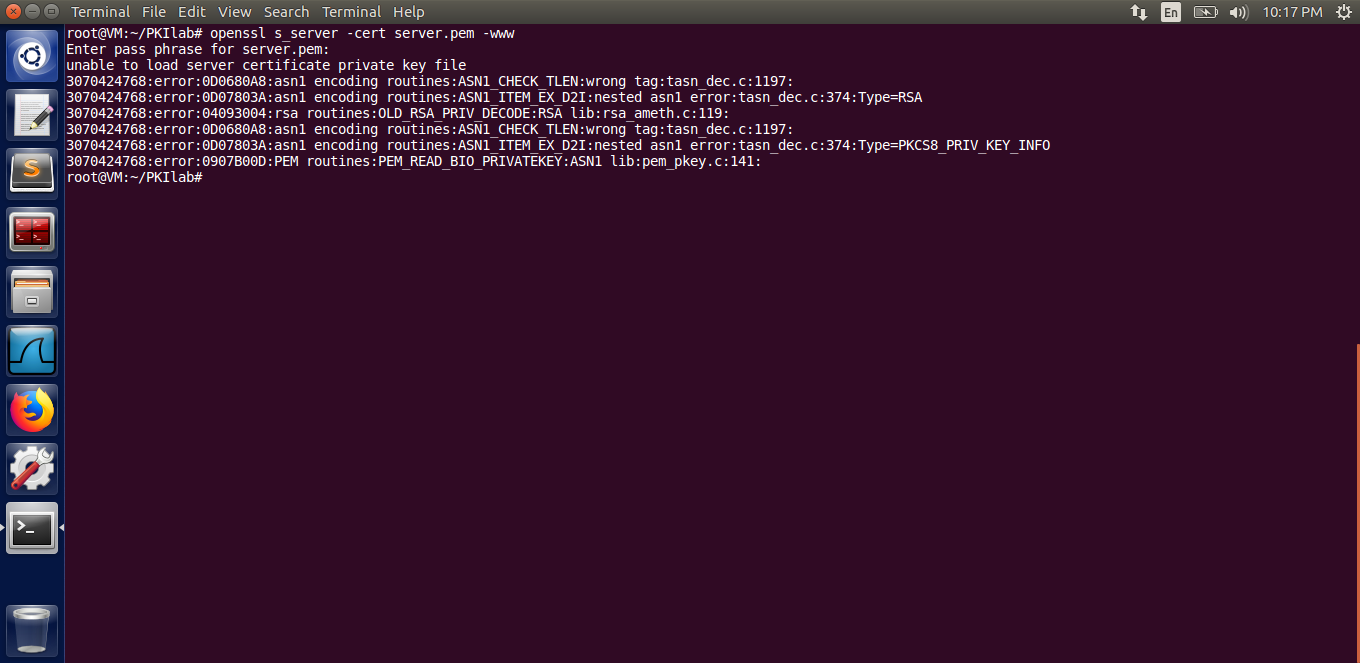 Terminal File Edit View Search Terminal Help En 10:17 PM
root@VM:~/PKIlab# openssl s_server -cert server.pem -www
Enter pass phrase for server.pem:
unable to load server certificate private key file
3070424768:error:0D0680A8:asn1 encoding routines:ASN1_CHECK_TLEN:wrong tag:tasn_dec.c:1197:
3070424768:error:0D07803A:asn1 encoding routines:ASN1_ITEM_EX_D2I:nested asn1 error:tasn_dec.c:374:Type=RSA
3070424768:error:04093004:rsa routines:OLD_RSA_PRIV_DECODE:RSA lib:rsa_ameth.c:119:
3070424768:error:0D0680A8:asn1 encoding routines:ASN1_CHECK_TLEN:wrong tag:tasn_dec.c:1197:
3070424768:error:0D07803A:asn1 encoding routines:ASN1_ITEM_EX_D2I:nested asn1 error:tasn_dec.c:374:Type=PKCS8_PRIV_KEY_INFO
3070424768:error:0907B00D:PEM routines:PEM_READ_BIO_PRIVATEKEY:ASN1 lib:pem_pkey.c:141:
root@VM:~/PKIlab#